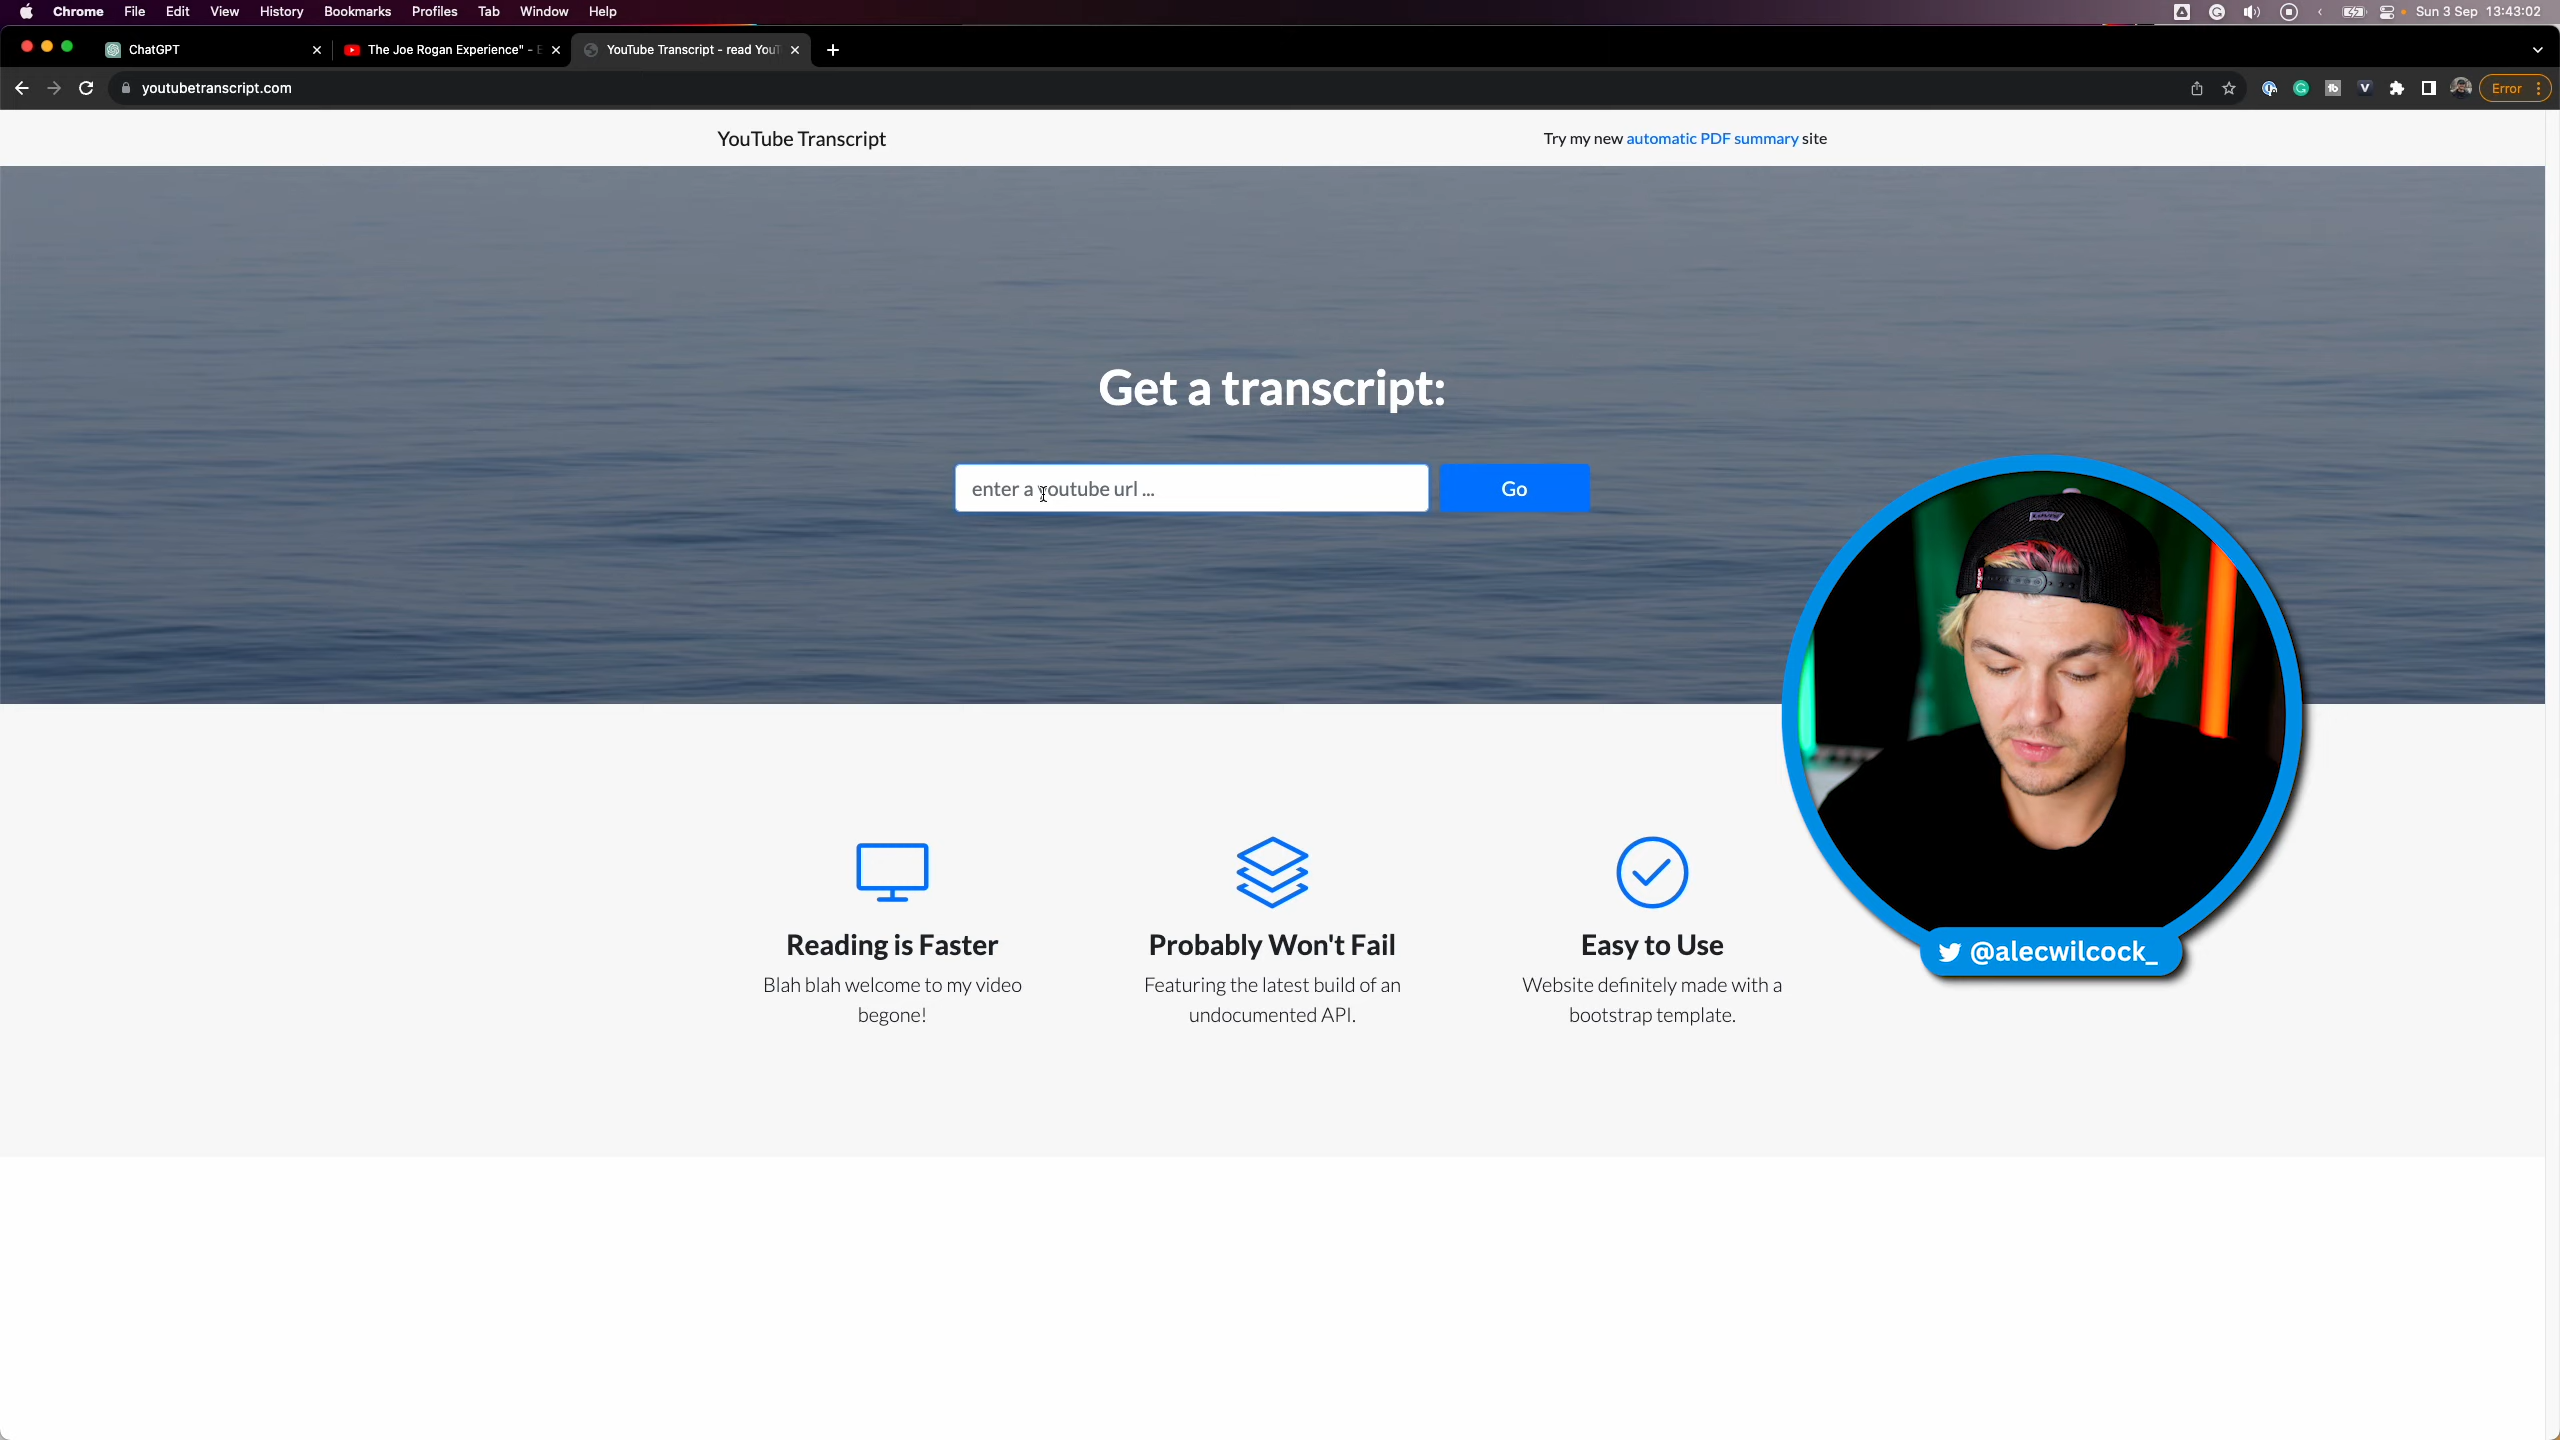 Chrome File Edit View History Bookmarks Profiles Tab Window Help
Sun 3 Sep 13:43:02
ChatGPT
The Joe Rogan Experience" - E
YouTube Transcript - read YouT
youtubetranscript.com
Error
YouTube Transcript
Try my new automatic PDF summary site
Get a transcript:
enter a youtube url ...
Go
Reading is Faster
Blah blah welcome to my video
begone!
Probably Won't Fail
Featuring the latest build of an
undocumented API.
Easy to Use
Website definitely made with a
bootstrap template.
@alecwilcock_